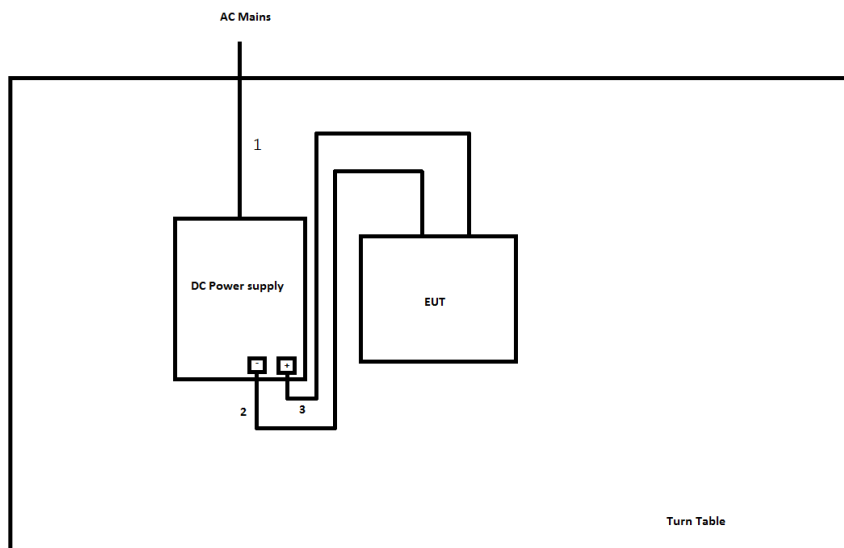 AC Mains
1
DC Power supply
EUT
- +
2
3
Turn Table